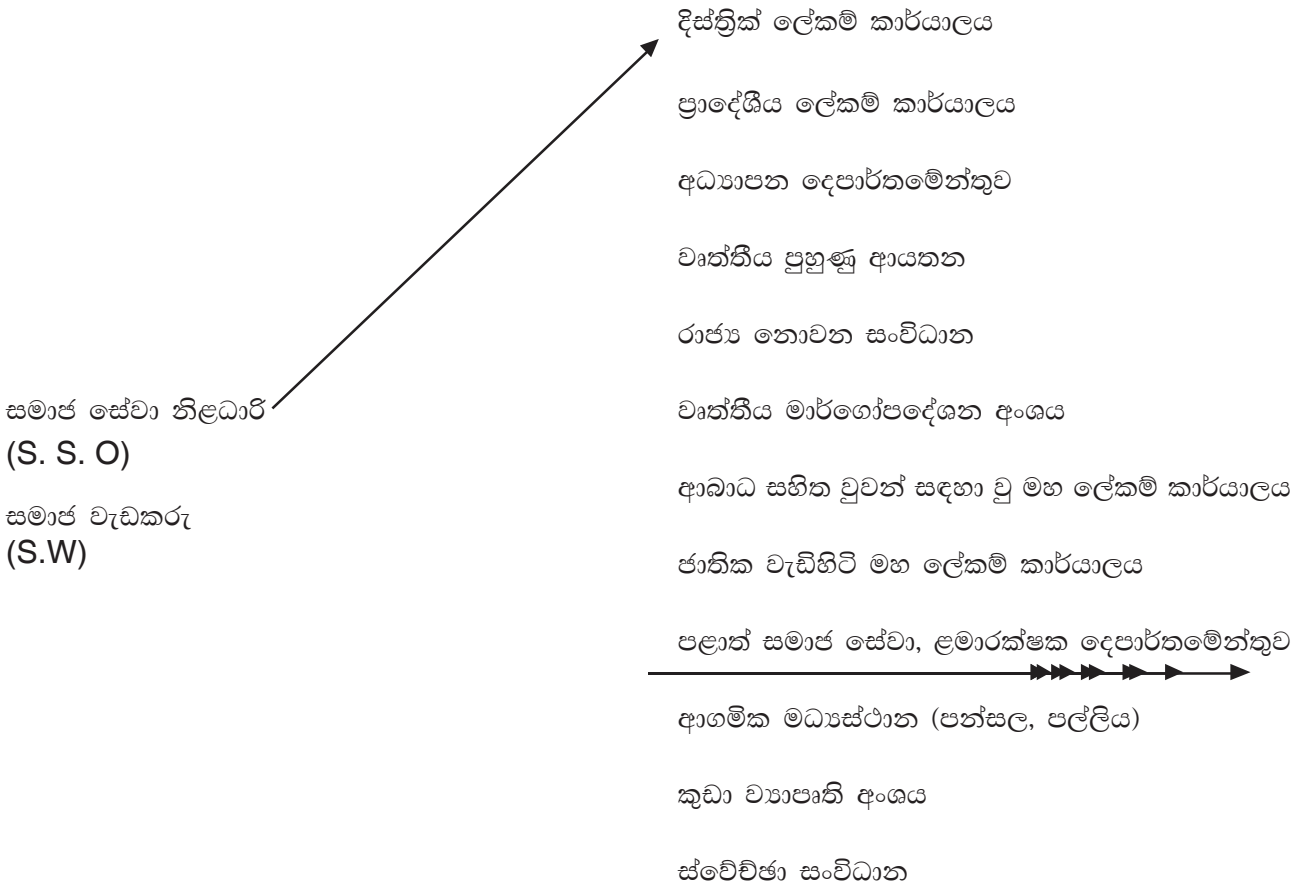 දිස්ත්‍රික් ලේකම් කාර්යාලය
ප්‍රාදේශීය ලේකම් කාර්යාලය
අධ්‍යාපන දෙපාර්තමේන්තුව
වෘත්තීය පුහුණු ආයතන
රාජ්‍ය නොවන සංවිධාන
සමාජ සේවා නිළධාරි
(S. S. O)
සමාජ වැඩකරු
(S.W)
වෘත්තීය මාර්ගෝපදේශන අංශය
ආබාධ සහිත වුවන් සඳහා වු මහ ලේකම් කාර්යාලය
ජාතික වැඩිහිටි මහ ලේකම් කාර්යාලය
පළාත් සමාජ සේවා, ළමාරක්ෂක දෙපාර්තමේන්තුව
ආගමික මධ්‍යස්ථාන (පන්සල, පල්ලිය)
කුඩා ව්‍යාපෘති අංශය
ස්වේච්ඡා සංවිධාන